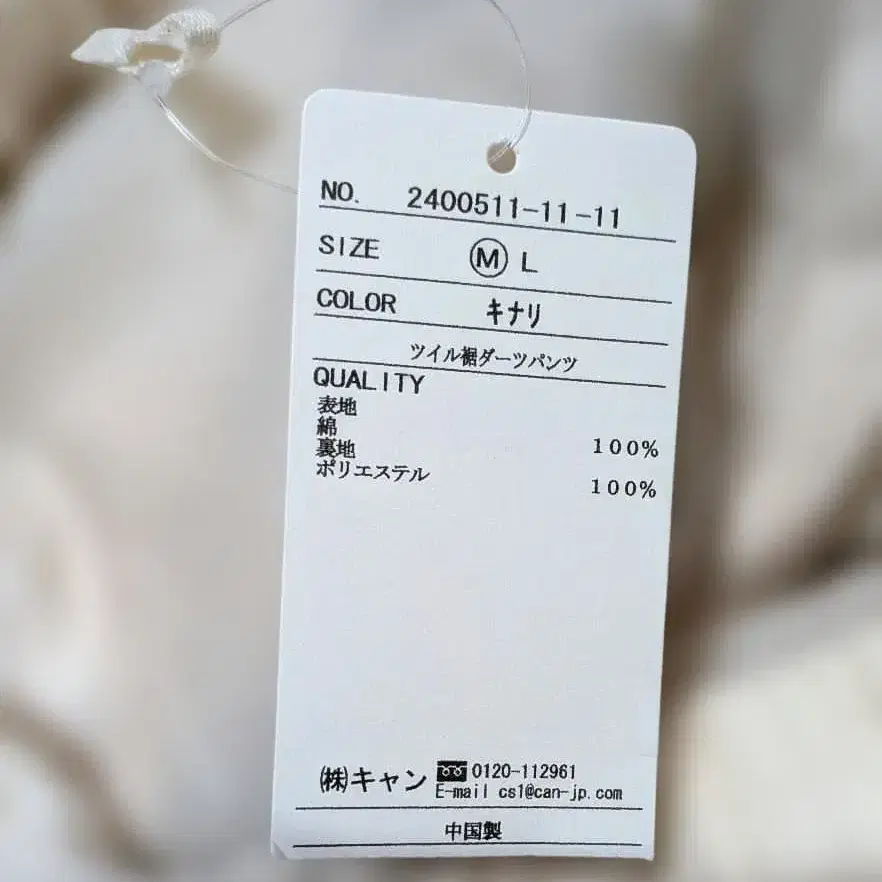 NO. 2400511-11-11
SIZE Ⓜ L
COLOR キナリ
ツイル裾ダーツパンツ
QUALITY
表地
綿 100%
裏地
ポリエステル 100%
㈱キャン 0120-112961
E-mail cs1@can-jp.com
中国製